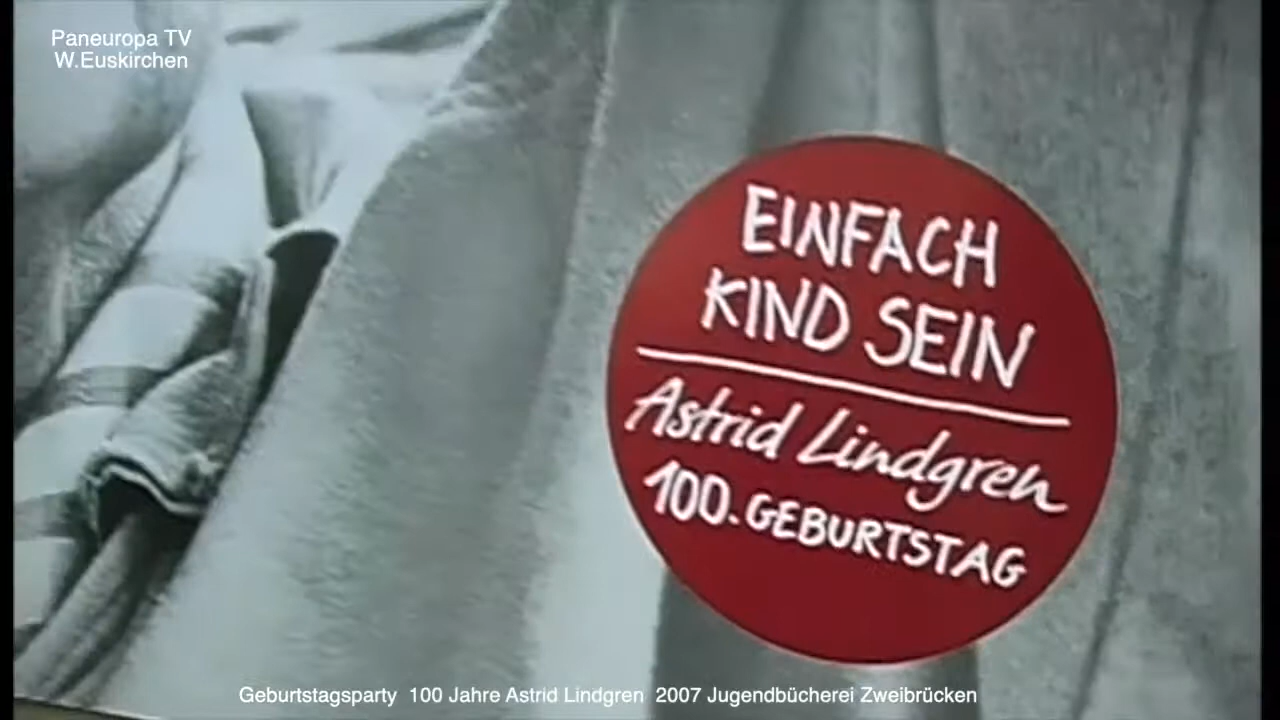 Paneuropa TV
W.Euskirchen
EINFACH
KIND SEIN
Astrid Lindgren
100. GEBURTSTAG
Geburtstagsparty 100 Jahre Astrid Lindgren 2007 Jugendbücherei Zweibrücken